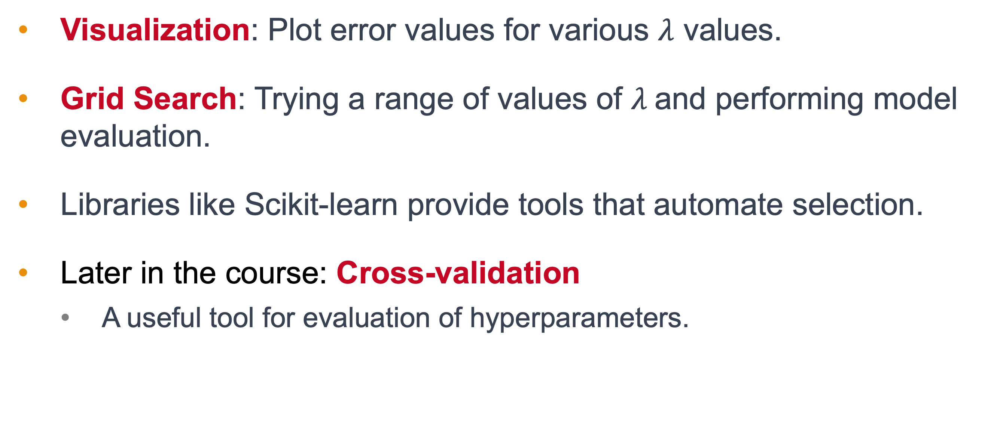 • Visualization: Plot error values for various λ values.
• Grid Search: Trying a range of values of λ and performing model
evaluation.
• Libraries like Scikit-learn provide tools that automate selection.
• Later in the course: Cross-validation
• A useful tool for evaluation of hyperparameters.